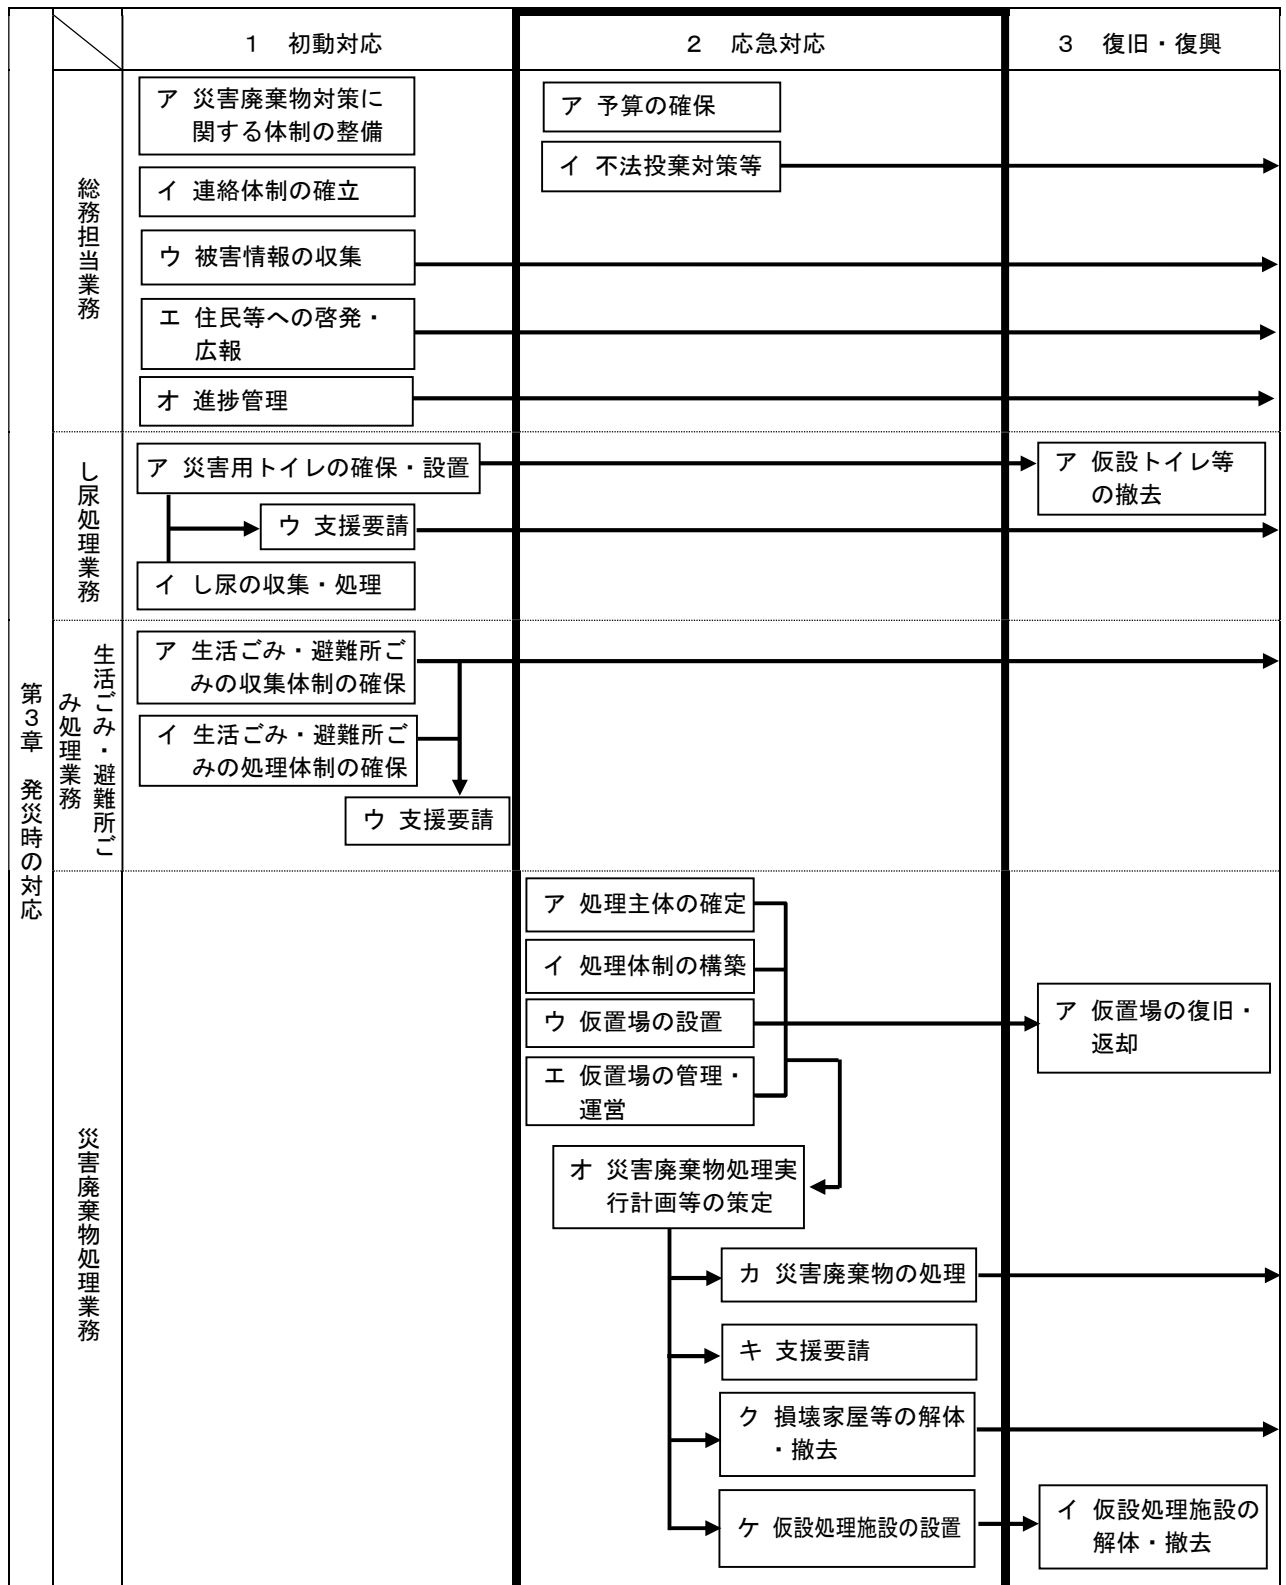 1 初動対応
2 応急対応
3 復旧・復興
第3章 発災時の対応
総務担当業務
ア 災害廃棄物対策に
関する体制の整備
イ 連絡体制の確立
ウ 被害情報の収集
エ 住民等への啓発・
広報
オ 進捗管理
ア 予算の確保
イ 不法投棄対策等
し尿処理業務
ア 災害用トイレの確保・設置
ウ 支援要請
イ し尿の収集・処理
ア 仮設トイレ等
の撤去
生活ごみ・避難所ご
み処理業務
ア 生活ごみ・避難所ご
みの収集体制の確保
イ 生活ごみ・避難所ご
みの処理体制の確保
ウ 支援要請
災害廃棄物処理業務
ア 処理主体の確定
イ 処理体制の構築
ウ 仮置場の設置
エ 仮置場の管理・
運営
オ 災害廃棄物処理実
行計画等の策定
カ 災害廃棄物の処理
キ 支援要請
ク 損壊家屋等の解体
・撤去
ケ 仮設処理施設の設置
ア 仮置場の復旧・
返却
イ 仮設処理施設の
解体・撤去